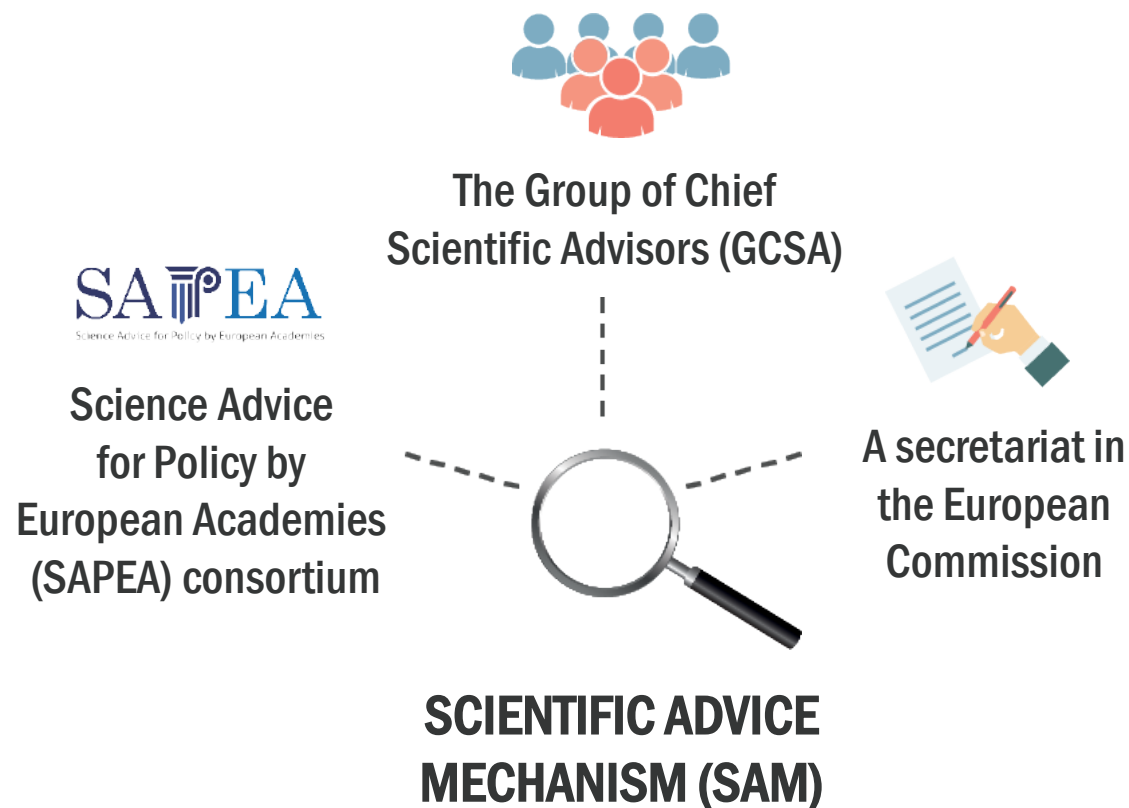 The Group of Chief
Scientific Advisors (GCSA)
SAPEA
Science Advice for Policy by European Academies
Science Advice
for Policy by
European Academies
(SAPEA) consortium
A secretariat in
the European
Commission
SCIENTIFIC ADVICE
MECHANISM (SAM)